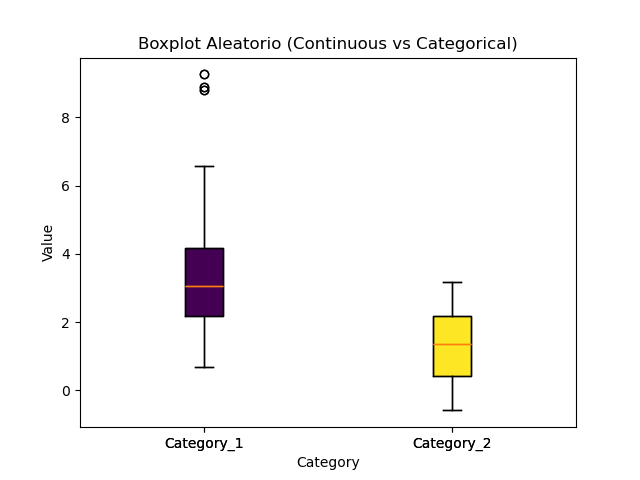 Boxplot Aleatorio (Continuous vs Categorical)
8
6
4
2
0
Value
Category_1
Category_2
Category